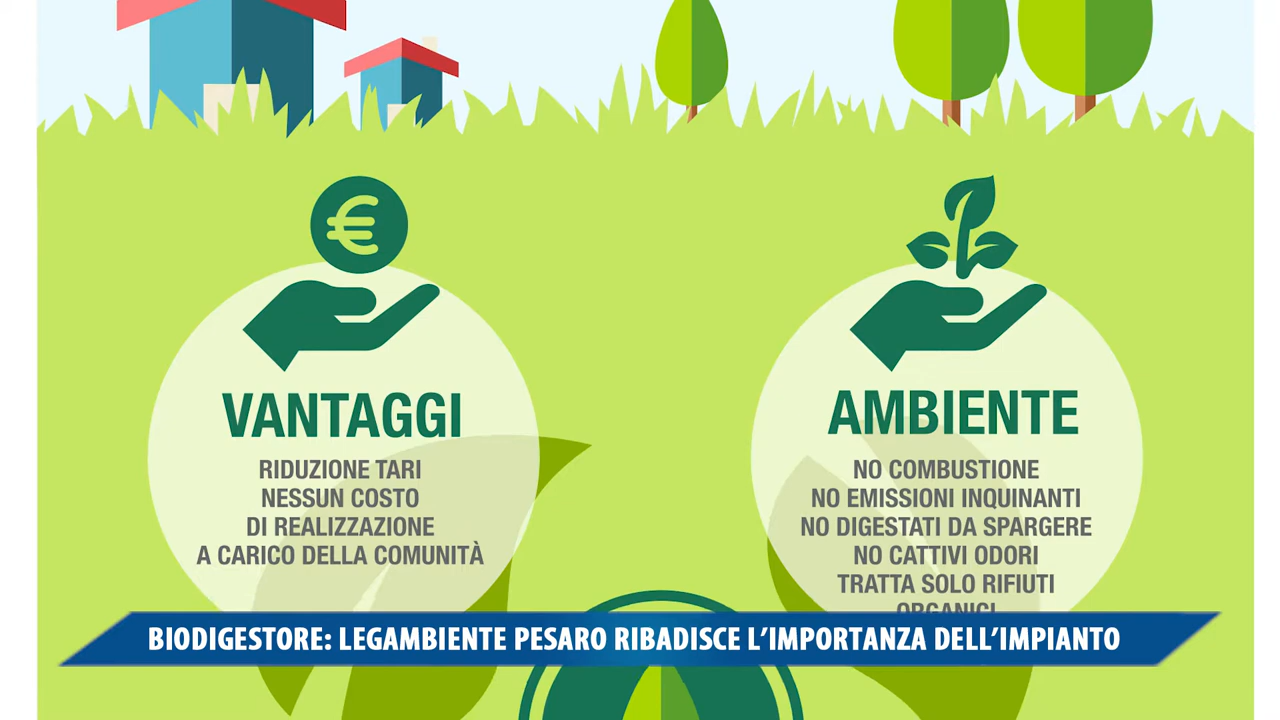 VANTAGGI
RIDUZIONE TARI
NESSUN COSTO
DI REALIZZAZIONE
A CARICO DELLA COMUNITÀ
AMBIENTE
NO COMBUSTIONE
NO EMISSIONI INQUINANTI
NO DIGESTATI DA SPARGERE
NO CATTIVI ODORI
TRATTA SOLO RIFIUTI
ORGANICI
BIODIGESTORE: LEGAMBIENTE PESARO RIBADISCE L'IMPORTANZA DELL'IMPIANTO